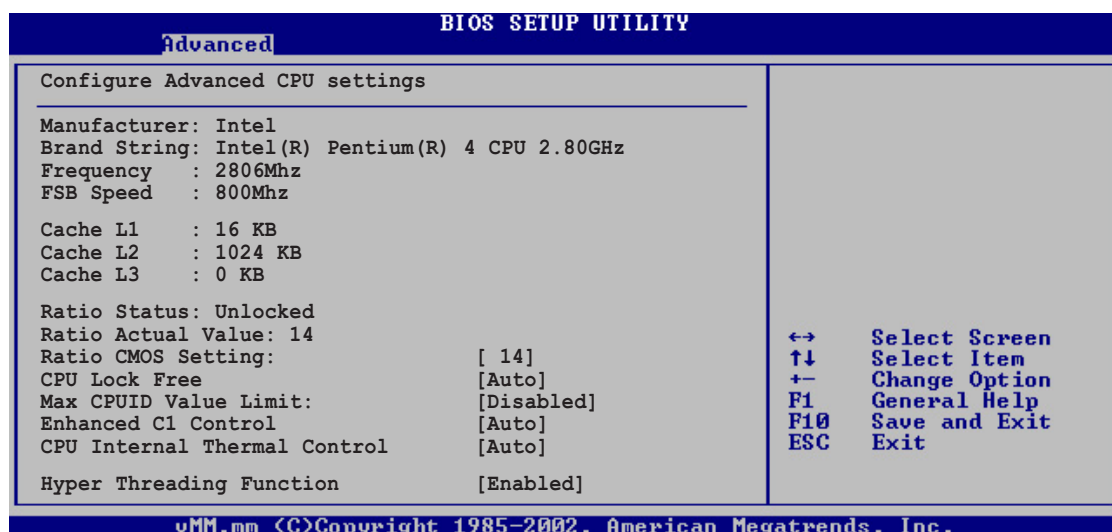 BIOS SETUP UTILITY
Advanced
Configure Advanced CPU settings
Manufacturer: Intel
Brand String: Intel(R) Pentium(R) 4 CPU 2.80GHz
Frequency : 2806Mhz
FSB Speed : 800Mhz
Cache L1 : 16 KB
Cache L2 : 1024 KB
Cache L3 : 0 KB
Ratio Status: Unlocked
Ratio Actual Value: 14
Ratio CMOS Setting: [ 14]
CPU Lock Free [Auto]
Max CPUID Value Limit: [Disabled]
Enhanced C1 Control [Auto]
CPU Internal Thermal Control [Auto]
Hyper Threading Function [Enabled]
←→ Select Screen
↑↓ Select Item
+- Change Option
F1 General Help
F10 Save and Exit
ESC Exit
vMM.mm (C)Copyright 1985-2002, American Megatrends, Inc.